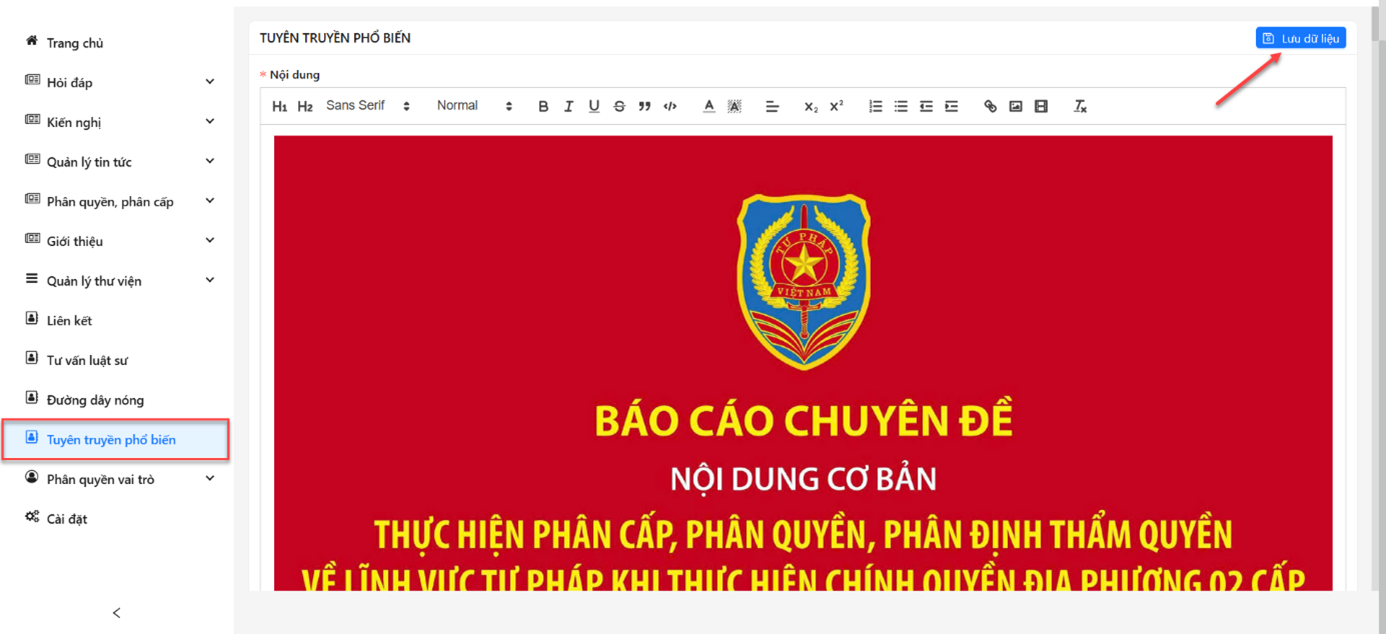 Trang chủ
Hỏi đáp
Kiến nghị
Quản lý tin tức
Phân quyền, phân cấp
Giới thiệu
Quản lý thư viện
Liên kết
Tư vấn luật sư
Đường dây nóng
Tuyên truyền phổ biến
Phân quyền vai trò
Cài đặt
TUYÊN TRUYỀN PHỔ BIẾN
Lưu dữ liệu
* Nội dung
H1 H2 Sans Serif Normal B I U S A A x2 x² Tx
TƯ PHÁP
VIỆT NAM
BÁO CÁO CHUYÊN ĐỀ
NỘI DUNG CƠ BẢN
THỰC HIỆN PHÂN CẤP, PHÂN QUYỀN, PHÂN ĐỊNH THẨM QUYỀN
VỀ LĨNH VỰC TƯ PHÁP KHI THỰC HIỆN CHÍNH QUYỀN ĐỊA PHƯƠNG 02 CẤP